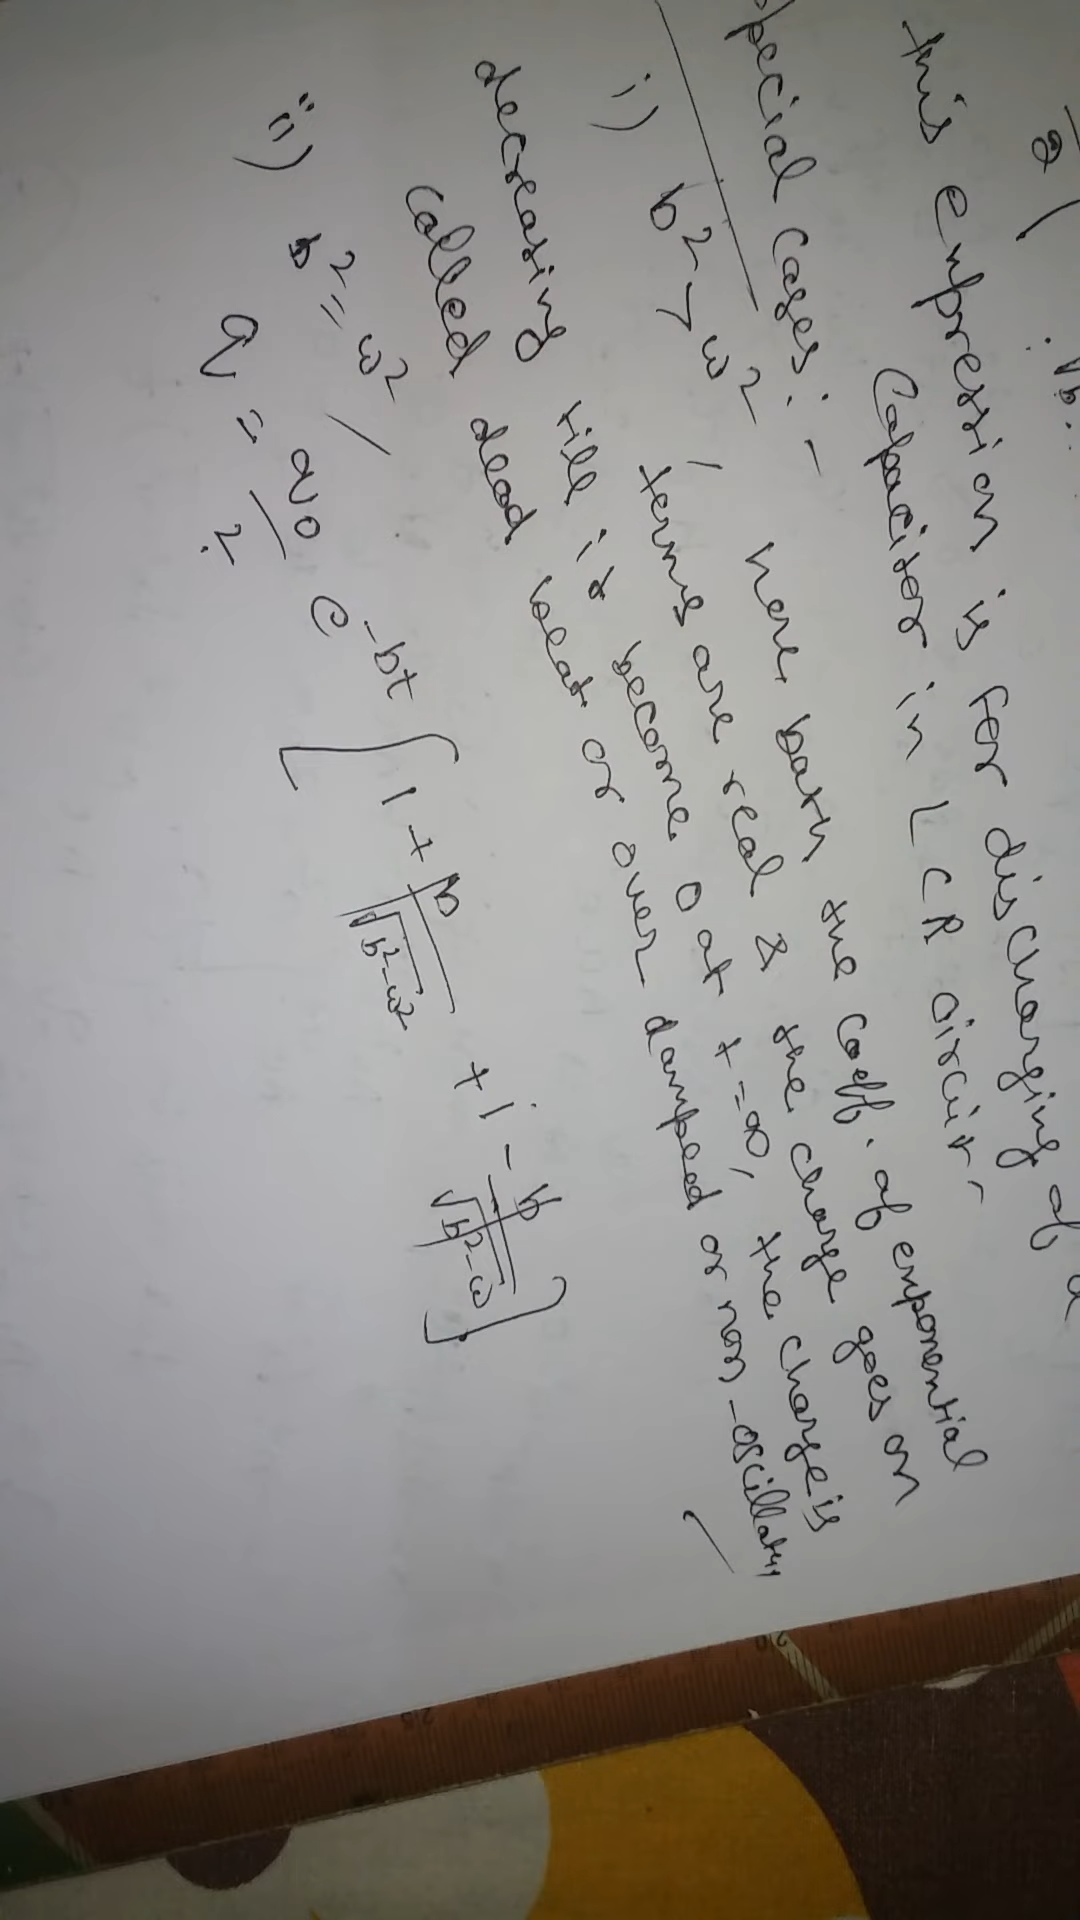 2
this expression is for discharging of a
Capacitor in LCR circuit,
special cases:-
i) b² > ω², here both the coeff. of exponential
terms are real & the charge goes on
decreasing till it become 0 at t=∞, the charge is
called dead beat or over damped or non-oscillatory
ii) b² = ω²,
q = q₀/2 e^-bt [1 + b/√b²-ω² + 1 - b/√b²-ω]